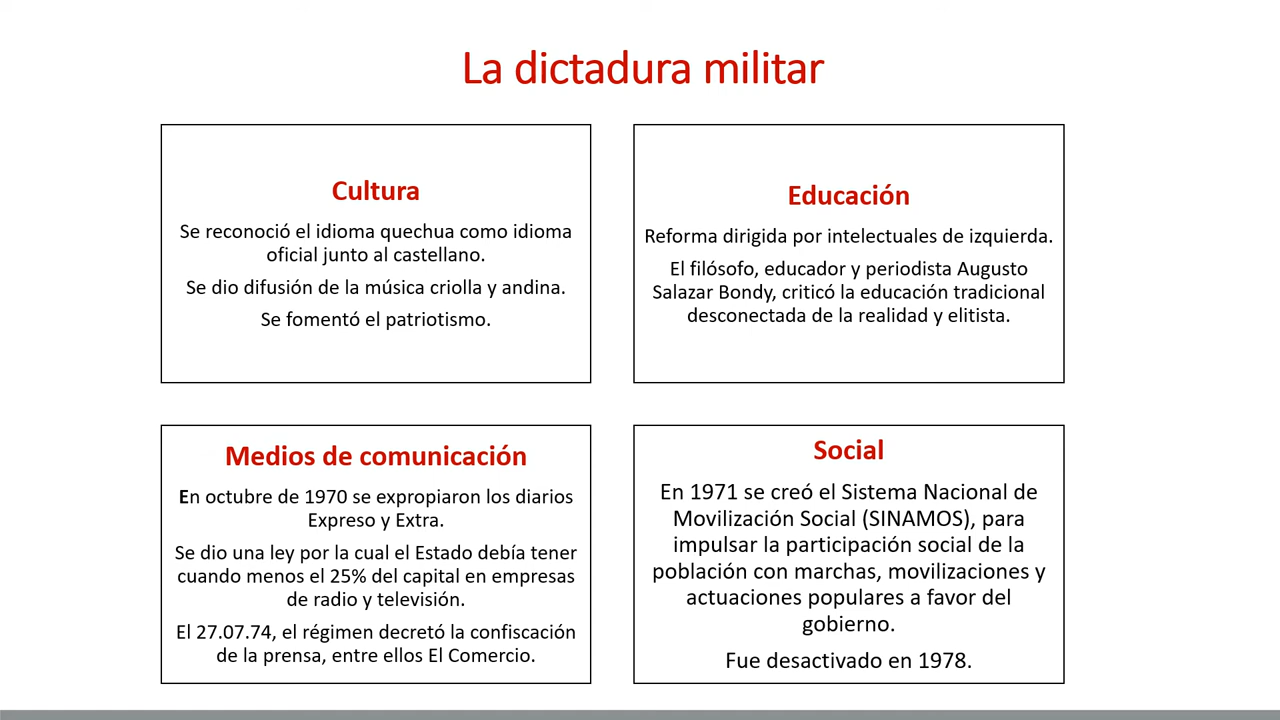 La dictadura militar
Cultura
Se reconoció el idioma quechua como idioma
oficial junto al castellano.
Se dio difusión de la música criolla y andina.
Se fomentó el patriotismo.
Educación
Reforma dirigida por intelectuales de izquierda.
El filósofo, educador y periodista Augusto
Salazar Bondy, criticó la educación tradicional
desconectada de la realidad y elitista.
Medios de comunicación
En octubre de 1970 se expropiaron los diarios
Expreso y Extra.
Se dio una ley por la cual el Estado debía tener
cuando menos el 25% del capital en empresas
de radio y televisión.
El 27.07.74, el régimen decretó la confiscación
de la prensa, entre ellos El Comercio.
Social
En 1971 se creó el Sistema Nacional de
Movilización Social (SINAMOS), para
impulsar la participación social de la
población con marchas, movilizaciones y
actuaciones populares a favor del
gobierno.
Fue desactivado en 1978.